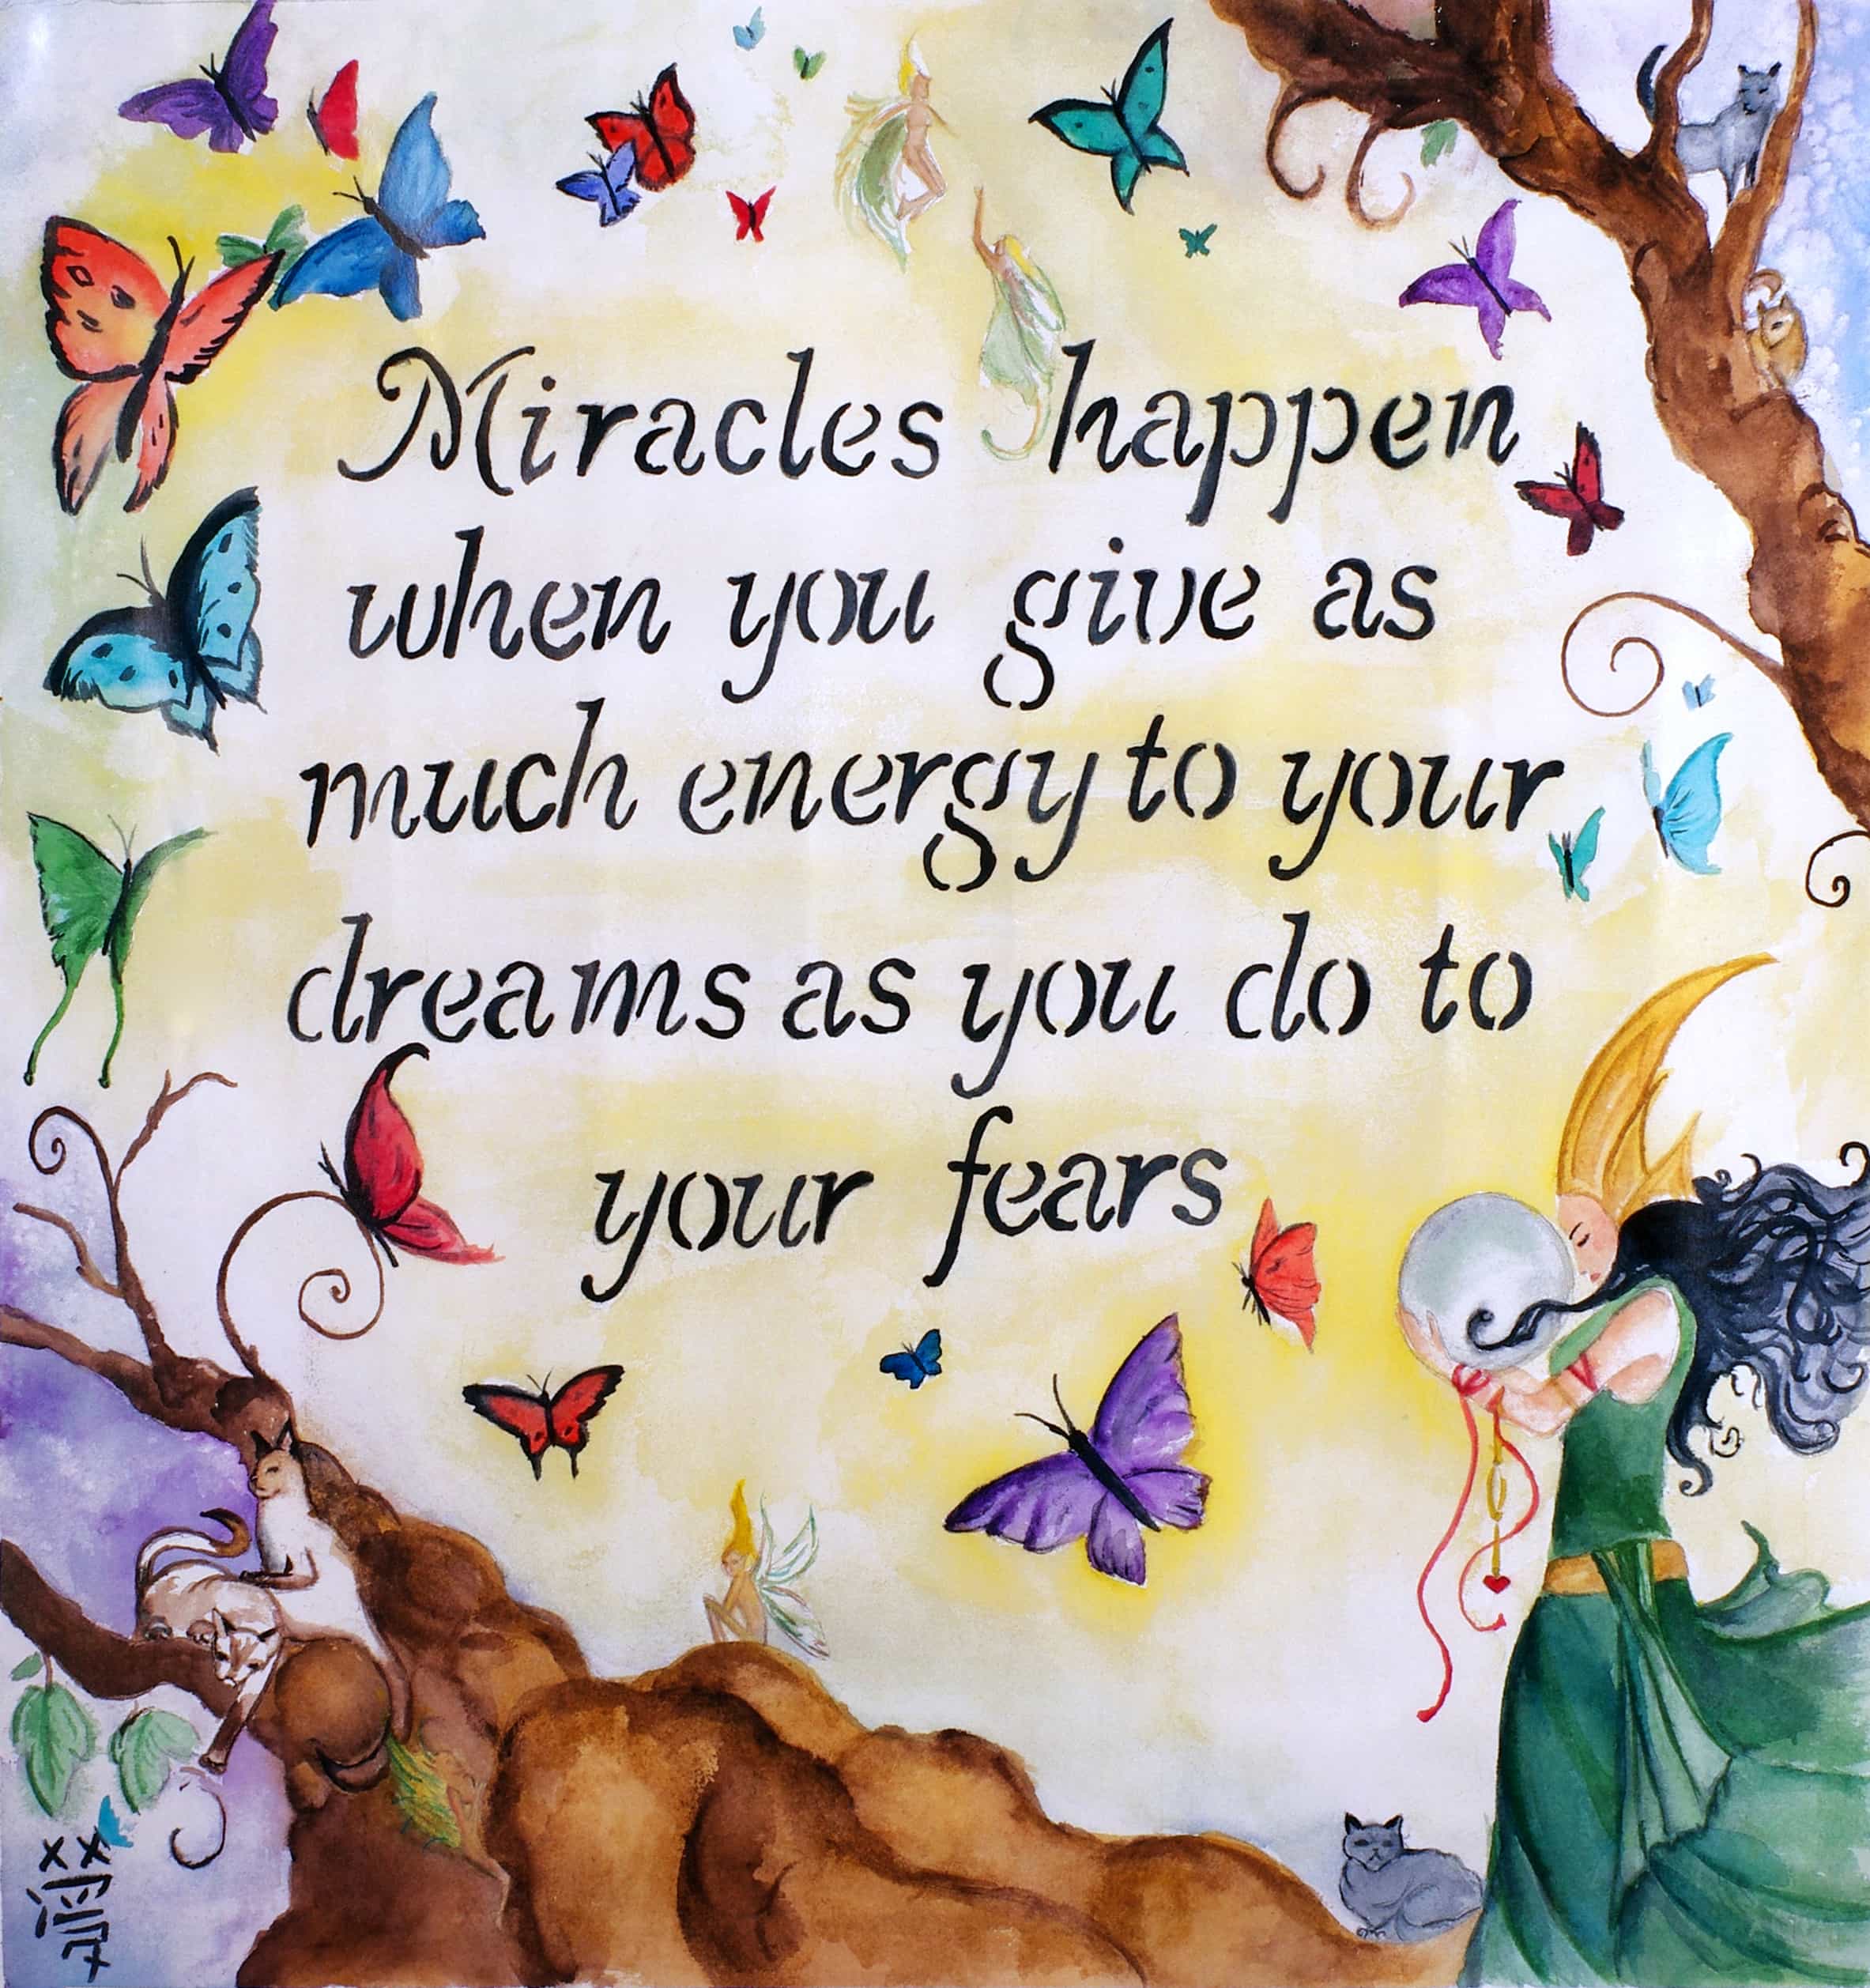 Miracles happen
when you give as
much energy to your
dreams as you do to
your fears